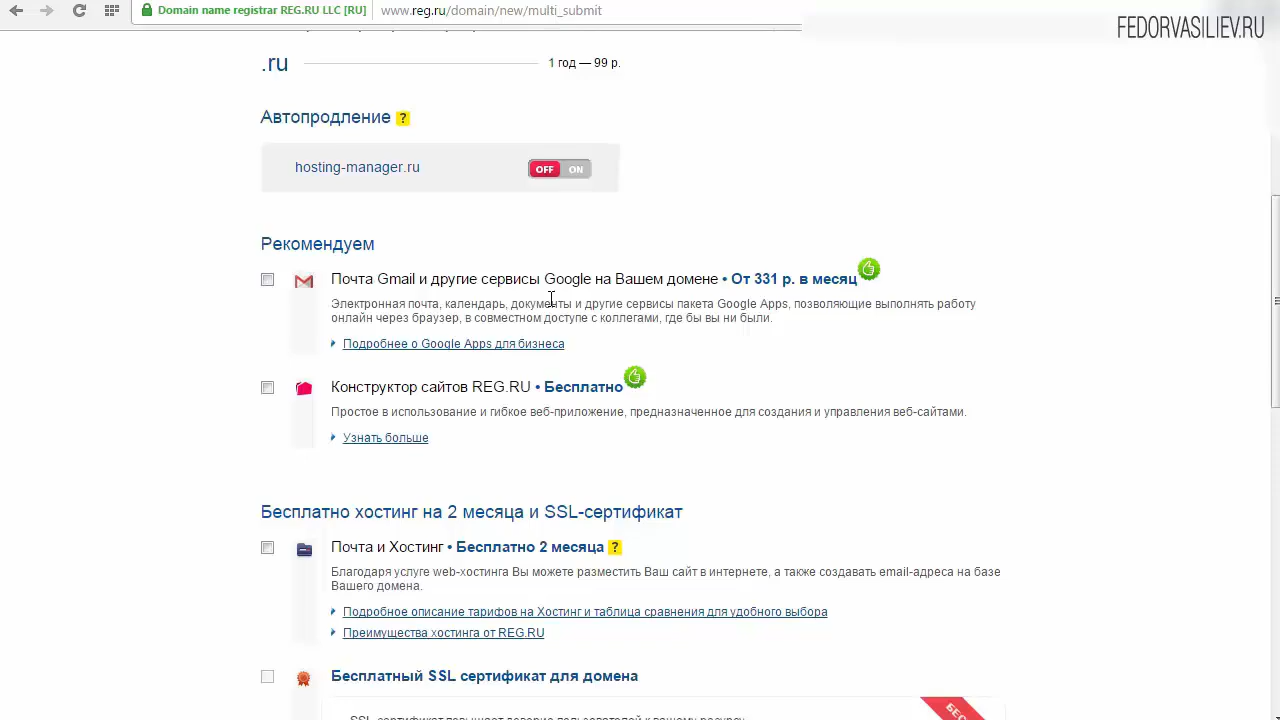 Domain name registrar REG.RU LLC [RU]
www.reg.ru/domain/new/multi_submit
FEDORVASILIEV.RU
.ru
1 год — 99 р.
Автопродление ?
hosting-manager.ru
OFF ON
Рекомендуем
Почта Gmail и другие сервисы Google на Вашем домене • От 331 р. в месяц
Электронная почта, календарь, документы и другие сервисы пакета Google Apps, позволяющие выполнять работу
онлайн через браузер, в совместном доступе с коллегами, где бы вы ни были.
Подробнее о Google Apps для бизнеса
Конструктор сайтов REG.RU • Бесплатно
Простое в использование и гибкое веб-приложение, предназначенное для создания и управления веб-сайтами.
Узнать больше
Бесплатно хостинг на 2 месяца и SSL-сертификат
Почта и Хостинг • Бесплатно 2 месяца ?
Благодаря услуге web-хостинга Вы можете разместить Ваш сайт в интернете, а также создавать email-адреса на базе
Вашего домена.
Подробное описание тарифов на Хостинг и таблица сравнения для удобного выбора
Преимущества хостинга от REG.RU
Бесплатный SSL сертификат для домена